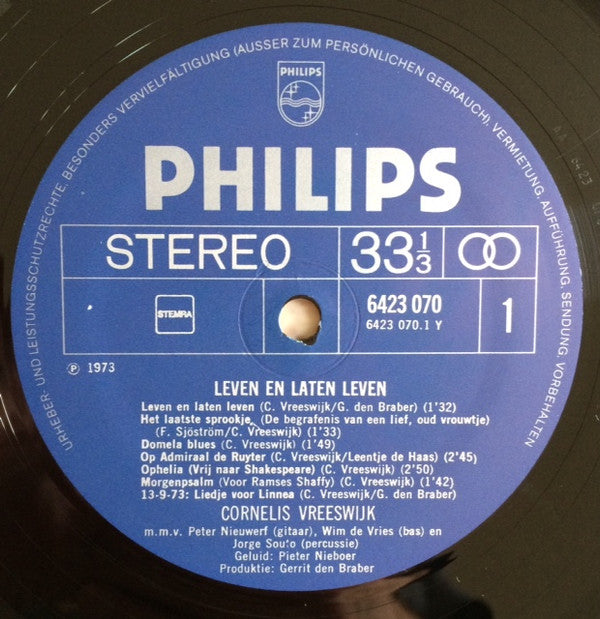 URHEBER- UND LEISTUNGSSCHUTZRECHTE, BESONDERS VERVIELFÄLTIGUNG (AUSSER ZUM PERSÖNLICHEN GEBRAUCH), VERMIETUNG, AUFFÜHRUNG, SENDUNG, VORBEHALTEN
PHILIPS
PHILIPS
STEREO 33 1/3
STEMRA
6423 070
6423 070.1 Y
1
Ⓟ 1973
LEVEN EN LATEN LEVEN
Leven en laten leven (C. Vreeswijk/G. den Braber) (1'32)
Het laatste sprookje, (De begrafenis van een lief, oud vrouwtje)
(F. Sjöström/C. Vreeswijk) (1'33)
Domela blues (C. Vreeswijk) (1'49)
Op Admiraal de Ruyter (C. Vreeswijk/Leentje de Haas) (2'45)
Ophelia (Vrij naar Shakespeare) (C. Vreeswijk) (2'50)
Morgenpsalm (Voor Ramses Shaffy) (C. Vreeswijk) (1'42)
13-9-73: Liedje voor Linnea (C. Vreeswijk/G. den Braber)
CORNELIS VREESWIJK
m.m.v. Peter Nieuwerf (gitaar), Wim de Vries (bas) en
Jorge Souto (percussie)
Geluid: Pieter Nieboer
Produktie: Gerrit den Braber